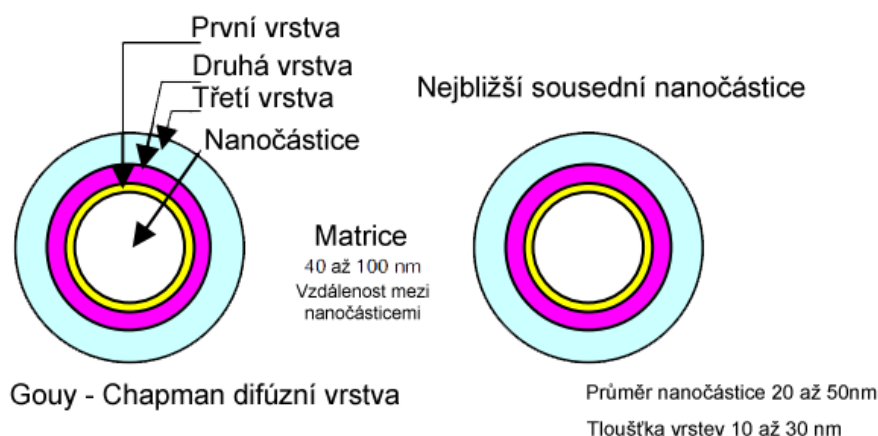 První vrstva
Druhá vrstva
Třetí vrstva
Nanočástice
Nejbližší sousední nanočástice
Matrice
40 až 100 nm
Vzdálenost mezi
nanočásticemi
Gouy - Chapman difúzní vrstva
Průměr nanočástice 20 až 50nm
Tloušťka vrstev 10 až 30 nm